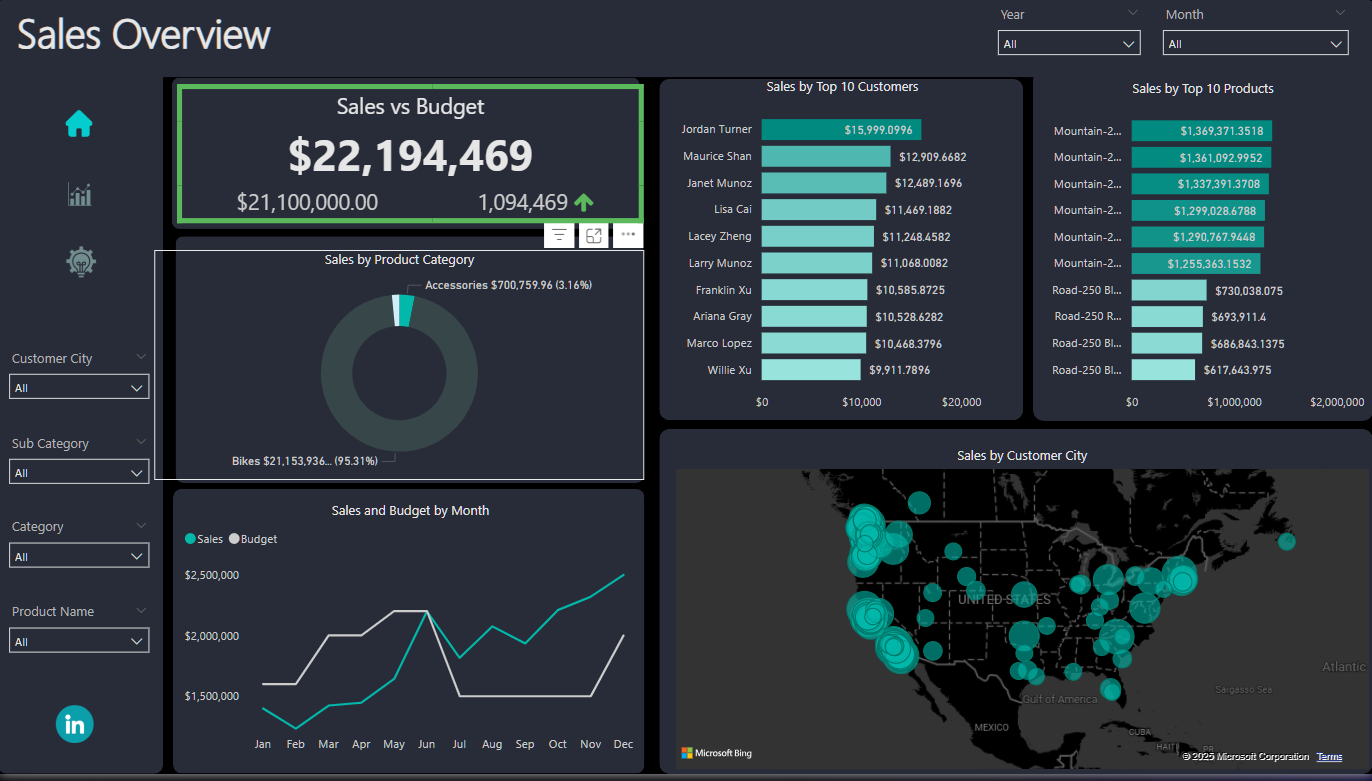 Sales Overview
Year
All
Month
All
Sales vs Budget
$22,194,469
$21,100,000.00
1,094,469
Sales by Product Category
Accessories $700,759.96 (3.16%)
Bikes $21,153,936... (95.31%)
Customer City
All
Sub Category
All
Category
All
Product Name
All
in
Sales and Budget by Month
Sales Budget
$2,500,000
$2,000,000
$1,500,000
Jan Feb Mar Apr May Jun Jul Aug Sep Oct Nov Dec
Sales by Top 10 Customers
Jordan Turner $15,999.0996
Maurice Shan $12,909.6682
Janet Munoz $12,489.1696
Lisa Cai $11,469.1882
Lacey Zheng $11,248.4582
Larry Munoz $11,068.0082
Franklin Xu $10,585.8725
Ariana Gray $10,528.6282
Marco Lopez $10,468.3796
Willie Xu $9,911.7896
$0 $10,000 $20,000
Sales by Top 10 Products
Mountain-2... $1,369,371.3518
Mountain-2... $1,361,092.9952
Mountain-2... $1,337,391.3708
Mountain-2... $1,299,028.6788
Mountain-2... $1,290,767.9448
Mountain-2... $1,255,363.1532
Road-250 Bl... $730,038.075
Road-250 R... $693,911.4
Road-250 Bl... $686,843.1375
Road-250 Bl... $617,643.975
$0 $1,000,000 $2,000,000
Sales by Customer City
UNITED STATES
Atlantic
Sargasso Sea
Gulf of America
MEXICO
CUBA
HAITI
PR
Microsoft Bing
© 2025 Microsoft Corporation Terms